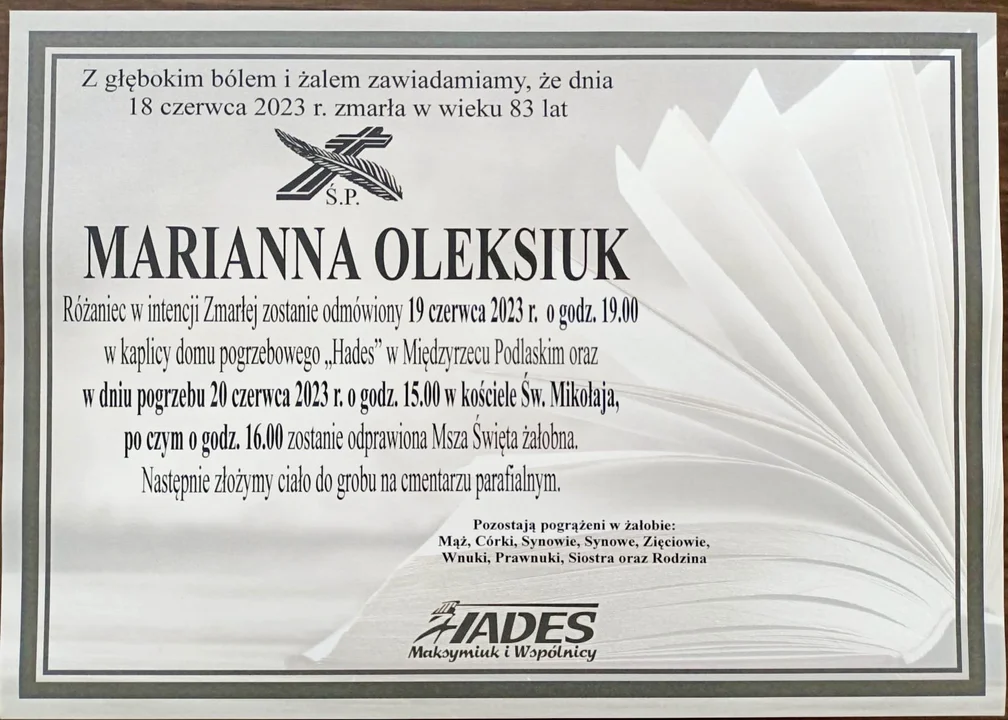 Z głębokim bólem i żalem zawiadamiamy, że dnia
18 czerwca 2023 r. zmarła w wieku 83 lat
Ś.P.
MARIANNA OLEKSIUK
Różaniec w intencji Zmarłej zostanie odmówiony 19 czerwca 2023 r. o godz. 19.00
w kaplicy domu pogrzebowego „Hades” w Międzyrzecu Podlaskim oraz
w dniu pogrzebu 20 czerwca 2023 r. o godz. 15.00 w kościele Św. Mikołaja,
po czym o godz. 16.00 zostanie odprawiona Msza Święta żałobna.
Następnie złożymy ciało do grobu na cmentarzu parafialnym.
Pozostają pogrążeni w żałobie:
Mąż, Córki, Synowie, Synowe, Zięciowie,
Wnuki, Prawnuki, Siostra oraz Rodzina
HADES
Maksymiuk i Wspólnicy